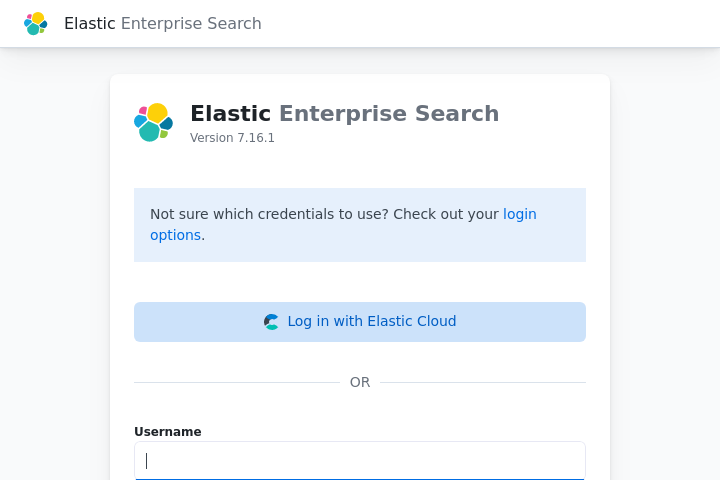 Elastic Enterprise Search
Elastic Enterprise Search
Version 7.16.1
Not sure which credentials to use? Check out your login
options.
Log in with Elastic Cloud
OR
Username